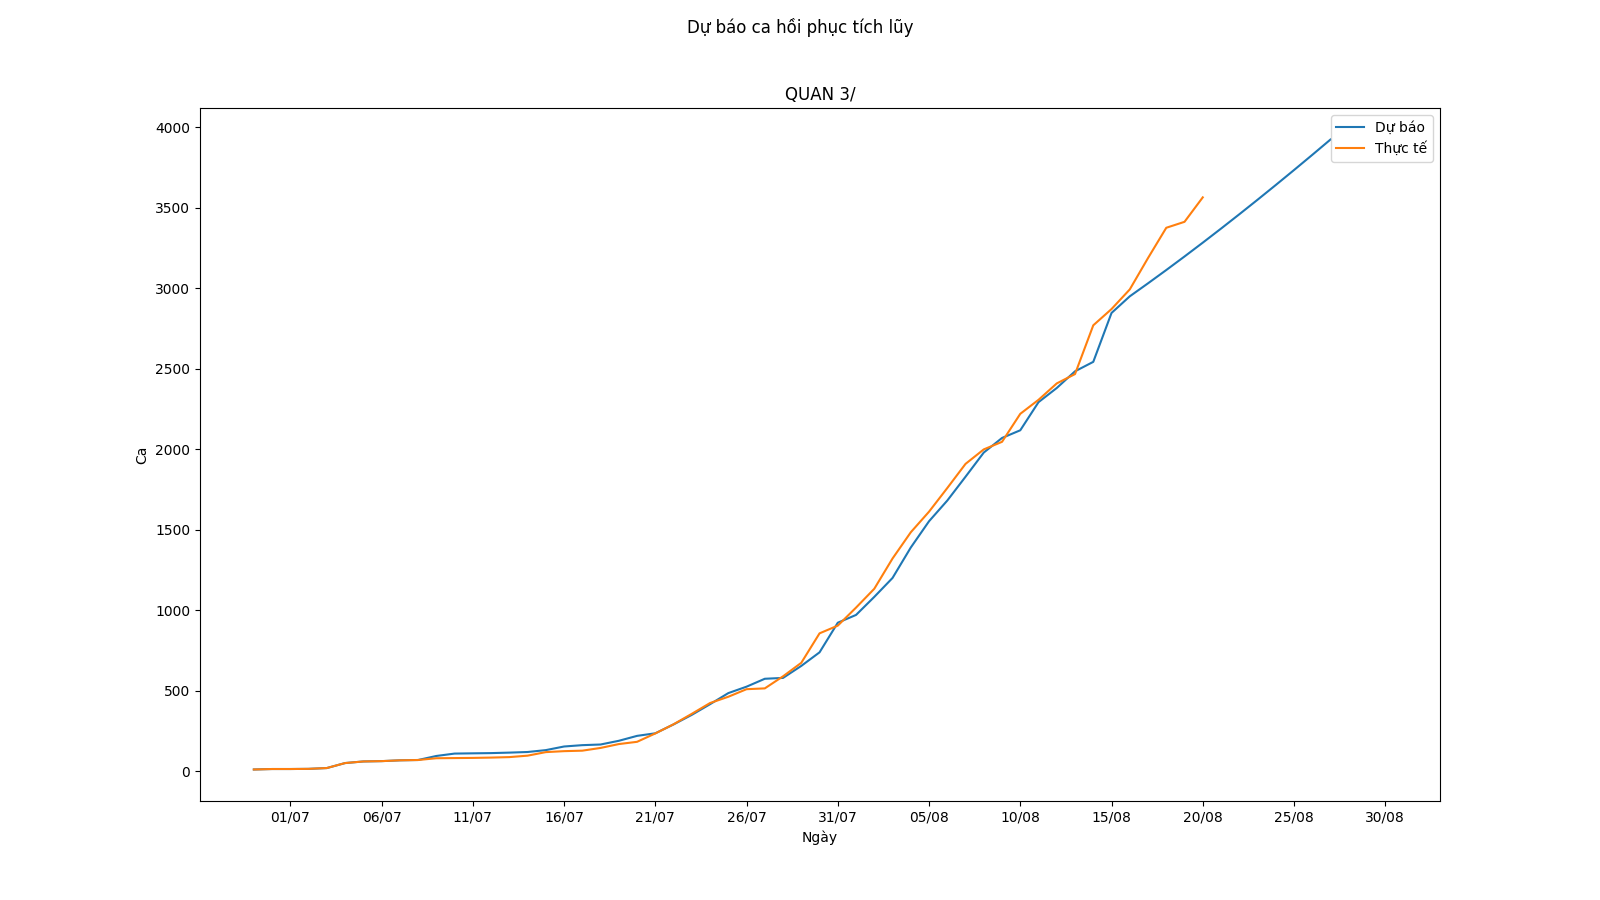 Dự báo ca hồi phục tích lũy
QUAN 3/
Dự báo
Thực tế
4000
3500
3000
2500
2000
1500
1000
500
0
Ca
01/07 06/07 11/07 16/07 21/07 26/07 31/07 05/08 10/08 15/08 20/08 25/08 30/08
Ngày